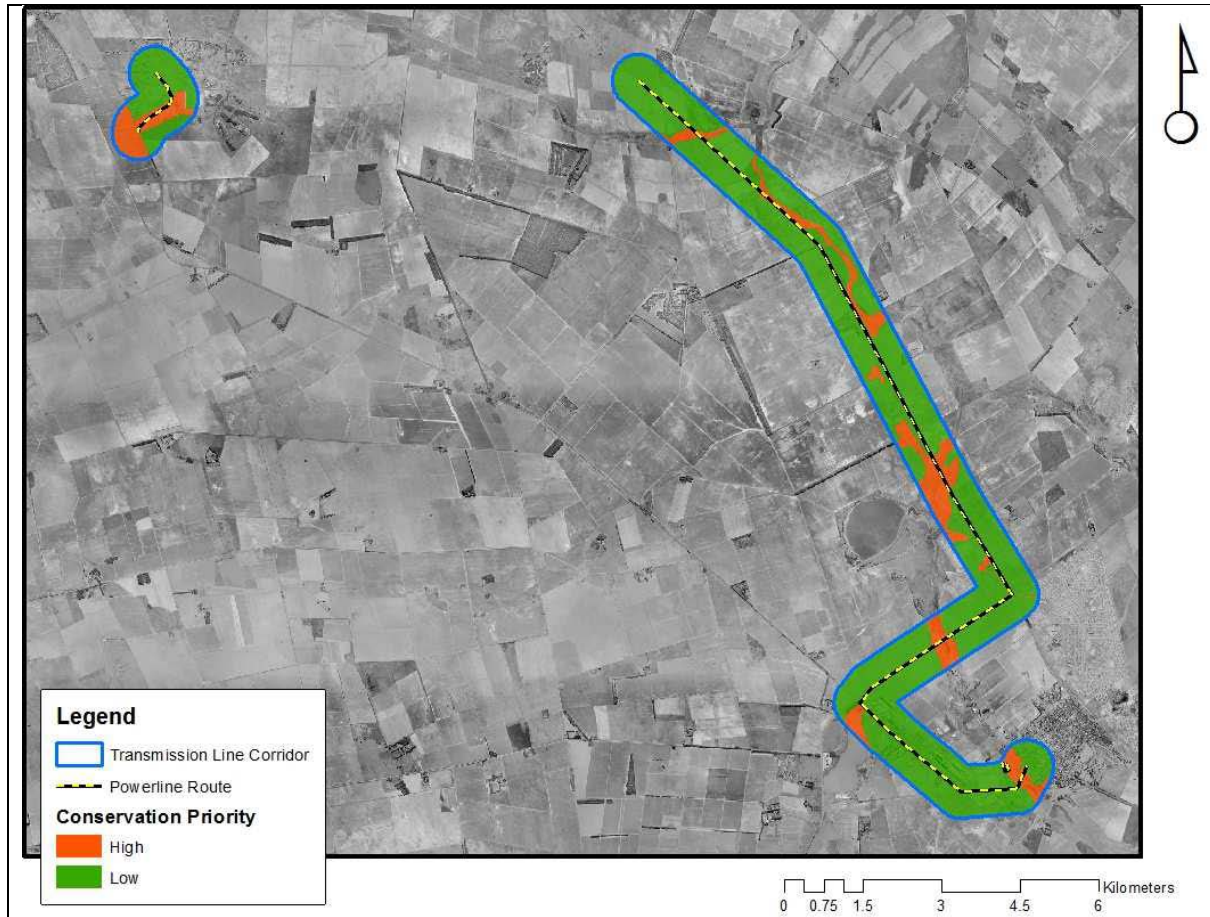 Legend
Transmission Line Corridor
Powerline Route
Conservation Priority
High
Low
Kilometers
0 0.75 1.5 3 4.5 6